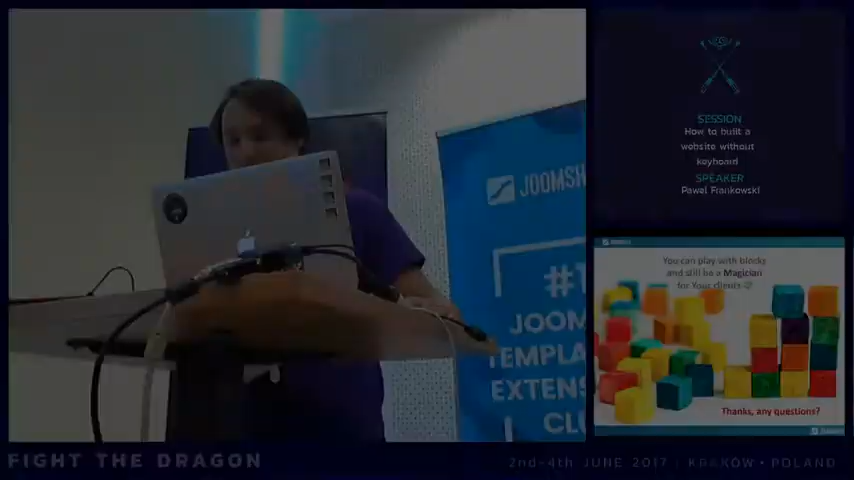 SESSION
How to built a
website without
keyboard
SPEAKER
Pawal Frankowski
JOOMSH
#1
JOOM
TEMPLA
EXTENS
CLU
You can play with blocks
and still be a Magician
for Your clients
Thanks, any questions?
FIGHT THE DRAGON
2nd-4th JUNE 2017 | KRAKÓW • POLAND